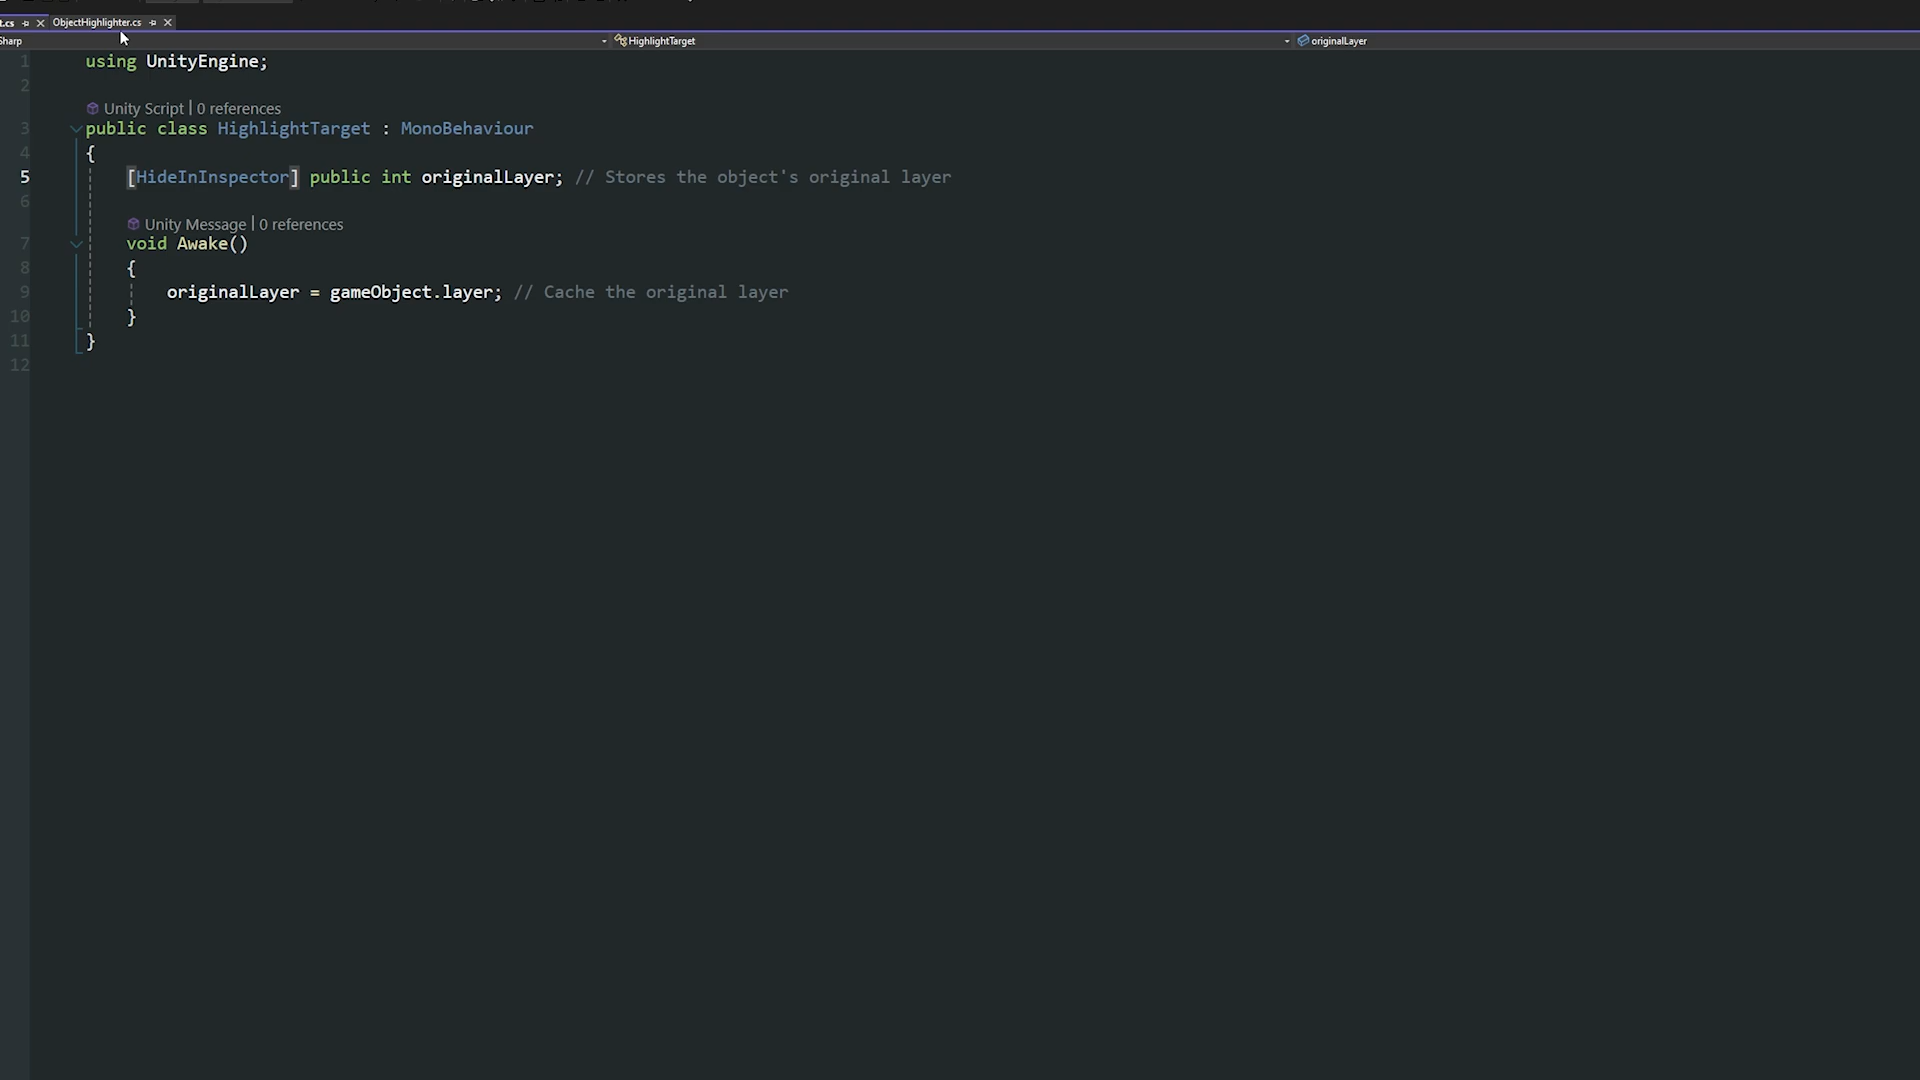 t.cs ObjectHighlighter.cs
Sharp HighlightTarget originalLayer
1 using UnityEngine;
2
Unity Script | 0 references
3 public class HighlightTarget : MonoBehaviour
4 {
5 [HideInInspector] public int originalLayer; // Stores the object's original layer
6
Unity Message | 0 references
7 void Awake()
8 {
9 originalLayer = gameObject.layer; // Cache the original layer
10 }
11 }
12